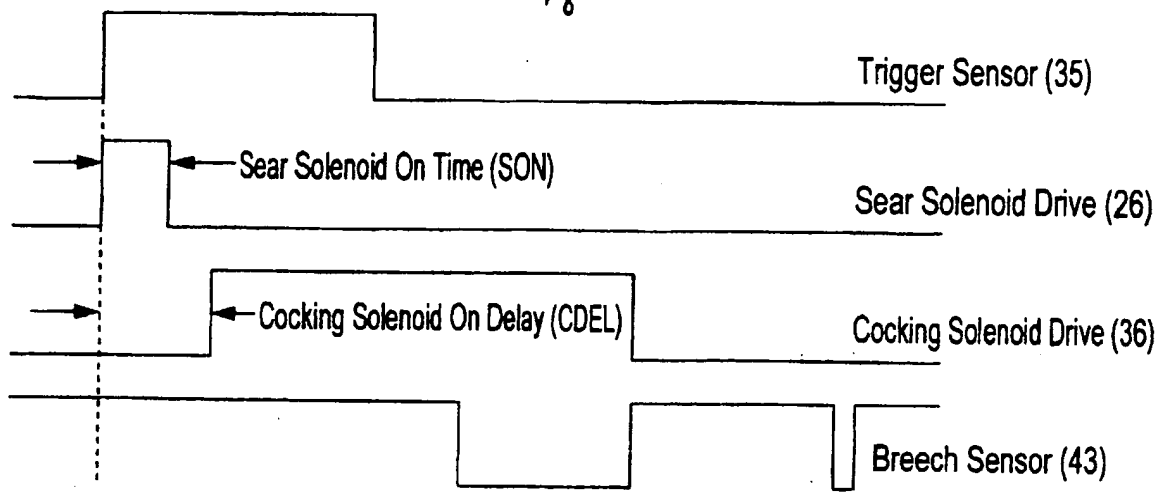 Trigger Sensor (35)
Sear Solenoid On Time (SON)
Sear Solenoid Drive (26)
Cocking Solenoid On Delay (CDEL)
Cocking Solenoid Drive (36)
Breech Sensor (43)